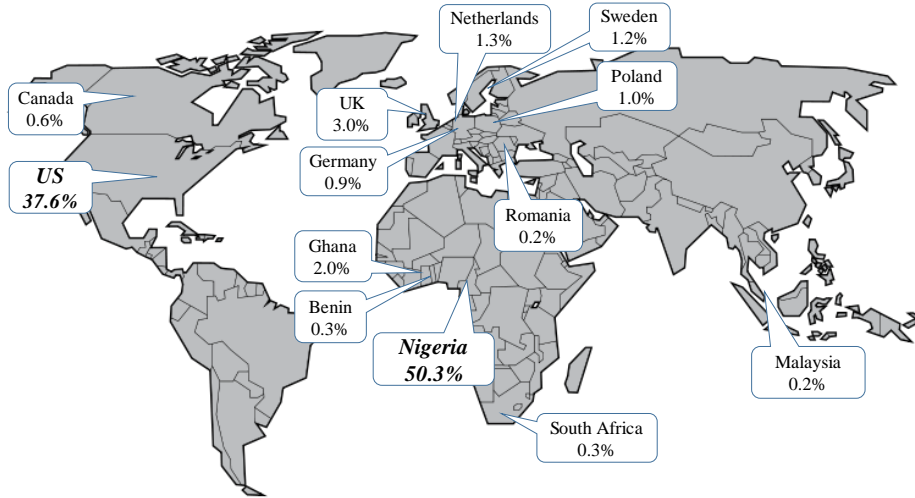 Netherlands
1.3%
Sweden
1.2%
Canada
0.6%
UK
3.0%
Poland
1.0%
US
37.6%
Germany
0.9%
Romania
0.2%
Ghana
2.0%
Benin
0.3%
Nigeria
50.3%
Malaysia
0.2%
South Africa
0.3%